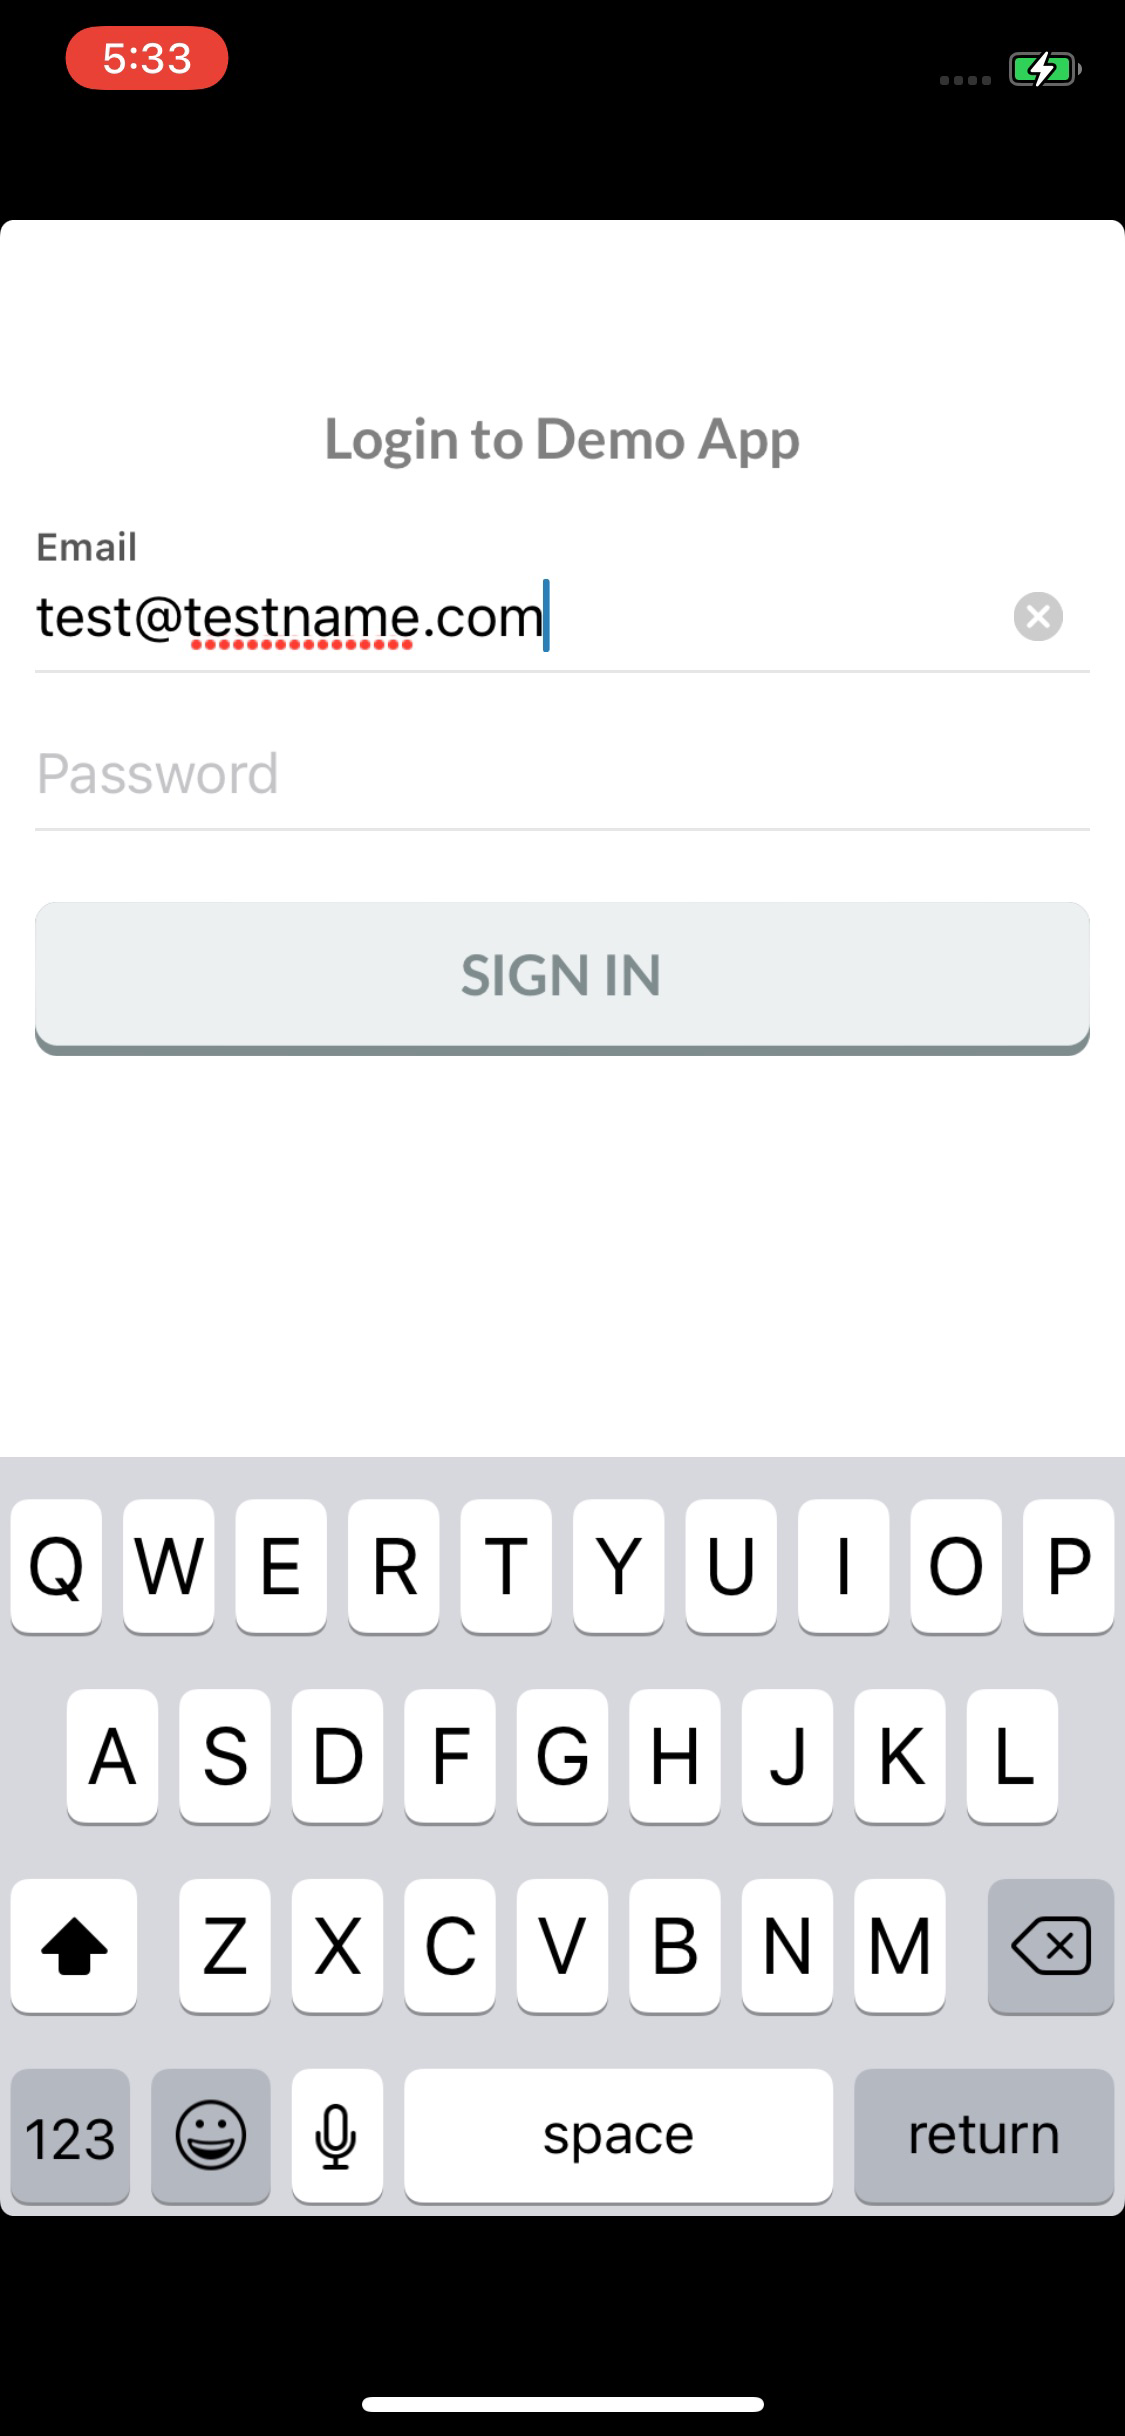 5:33
Login to Demo App
Email
test@testname.com
Password
SIGN IN
Q W E R T Y U I O P
A S D F G H J K L
Z X C V B N M
123 space return